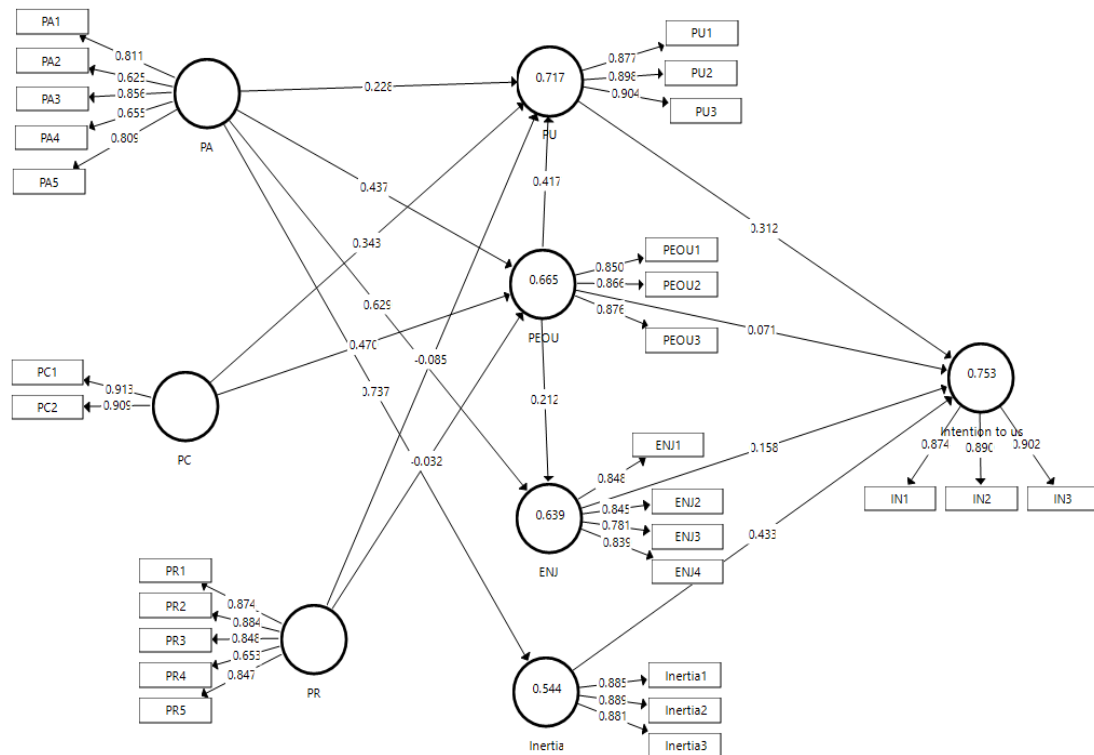 PA1
PA2
PA3
PA4
PA5
0.811
0.625
0.856
0.655
0.809
PA
0.228
0.437
0.629
0.737
0.717
PU
PU1
PU2
PU3
0.877
0.898
0.904
0.343
0.417
0.312
0.665
PEOU
PEOU1
PEOU2
PEOU3
0.850
0.866
0.876
0.071
PC1
PC2
0.913
0.909
PC
0.470
-0.085
0.212
-0.032
0.753
Intention to us
0.874
0.890
0.902
IN1
IN2
IN3
0.158
0.639
ENJ
ENJ1
ENJ2
ENJ3
ENJ4
0.848
0.845
0.781
0.839
0.433
PR1
PR2
PR3
PR4
PR5
0.874
0.884
0.848
0.653
0.847
PR
0.544
Inertia
0.885
0.889
0.881
Inertia1
Inertia2
Inertia3